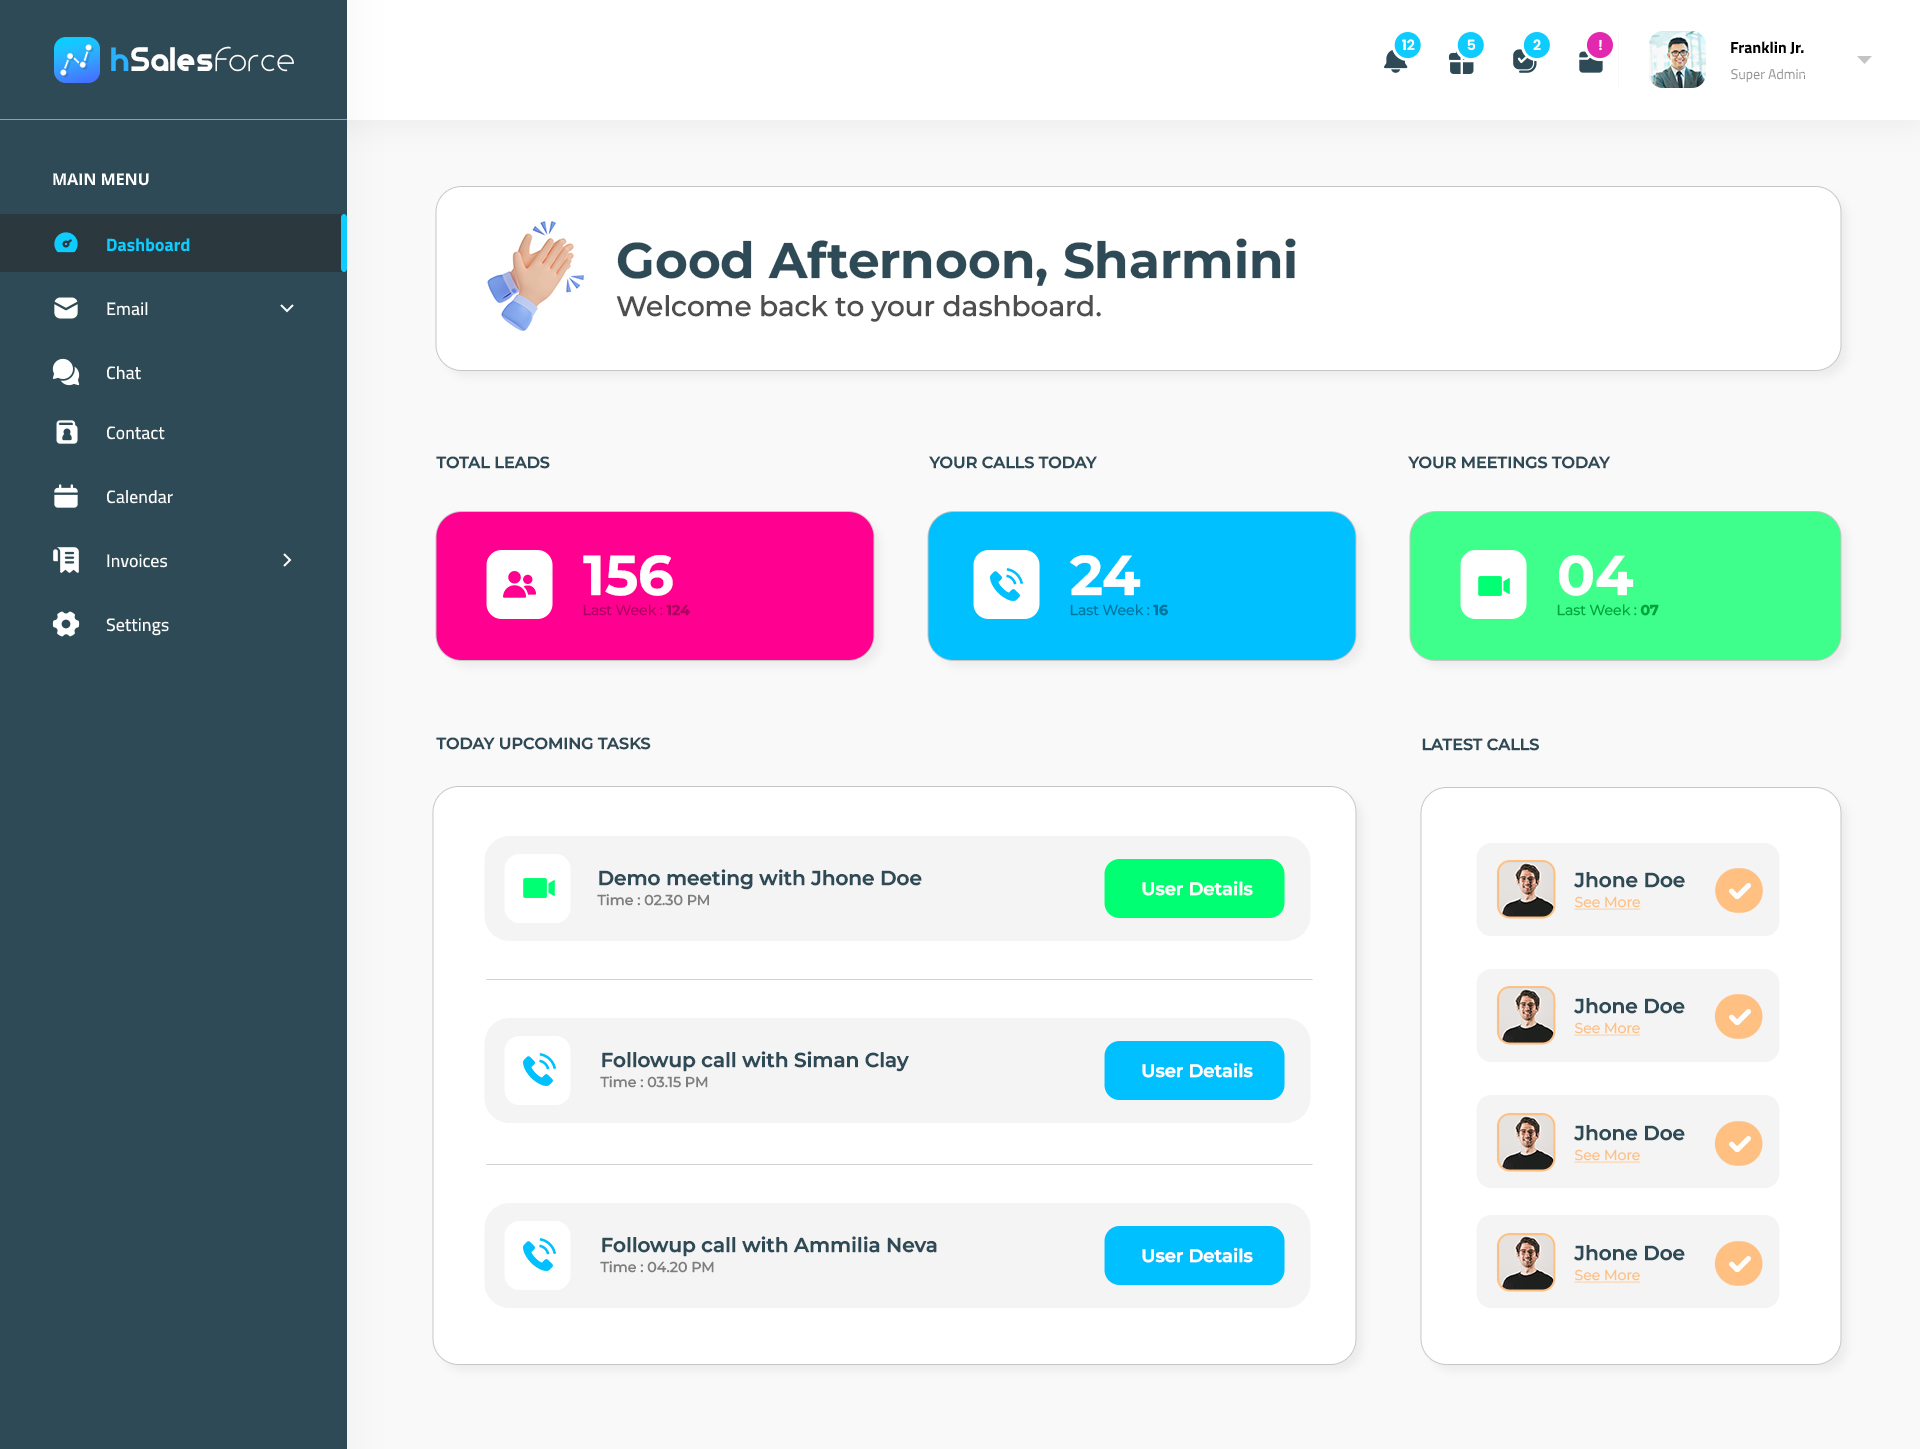 hSalesForce
12
5
2
!
Franklin Jr.
Super Admin
MAIN MENU
Dashboard
Email
Chat
Contact
Calendar
Invoices
Settings
Good Afternoon, Sharmini
Welcome back to your dashboard.
TOTAL LEADS
156
Last Week : 124
YOUR CALLS TODAY
24
Last Week : 16
YOUR MEETINGS TODAY
04
Last Week : 07
TODAY UPCOMING TASKS
Demo meeting with Jhone Doe
Time : 02.30 PM
User Details
Followup call with Siman Clay
Time : 03.15 PM
User Details
Followup call with Ammilia Neva
Time : 04.20 PM
User Details
LATEST CALLS
Jhone Doe
See More
Jhone Doe
See More
Jhone Doe
See More
Jhone Doe
See More